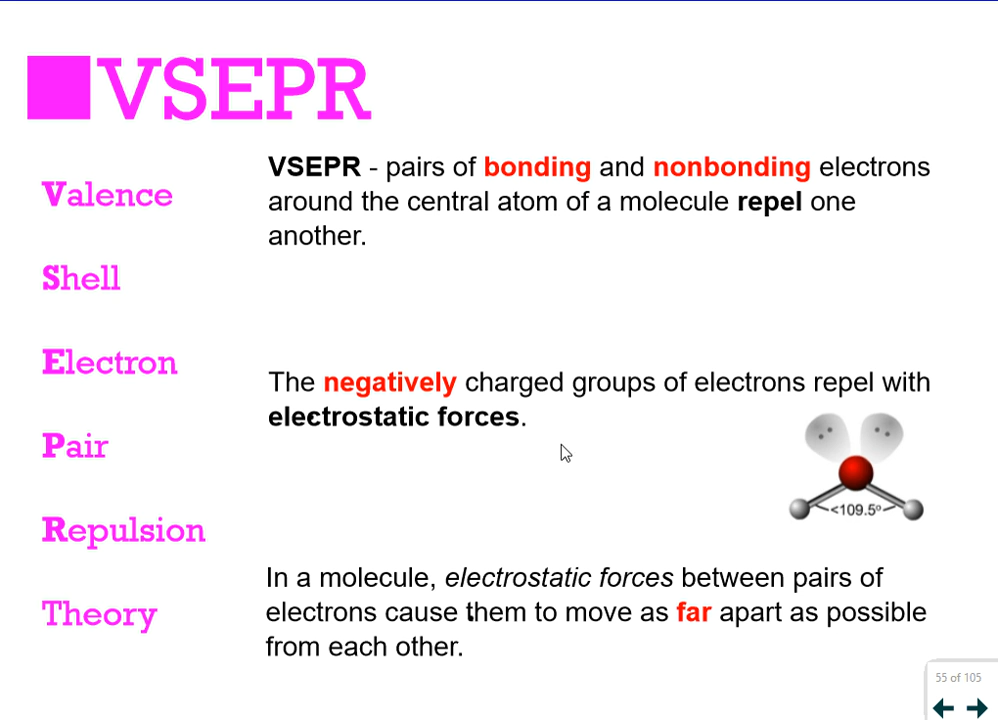 VSEPR
Valence
Shell
Electron
Pair
Repulsion
Theory
VSEPR - pairs of bonding and nonbonding electrons
around the central atom of a molecule repel one
another.
The negatively charged groups of electrons repel with
electrostatic forces.
<109.5º
In a molecule, electrostatic forces between pairs of
electrons cause them to move as far apart as possible
from each other.
55 of 105